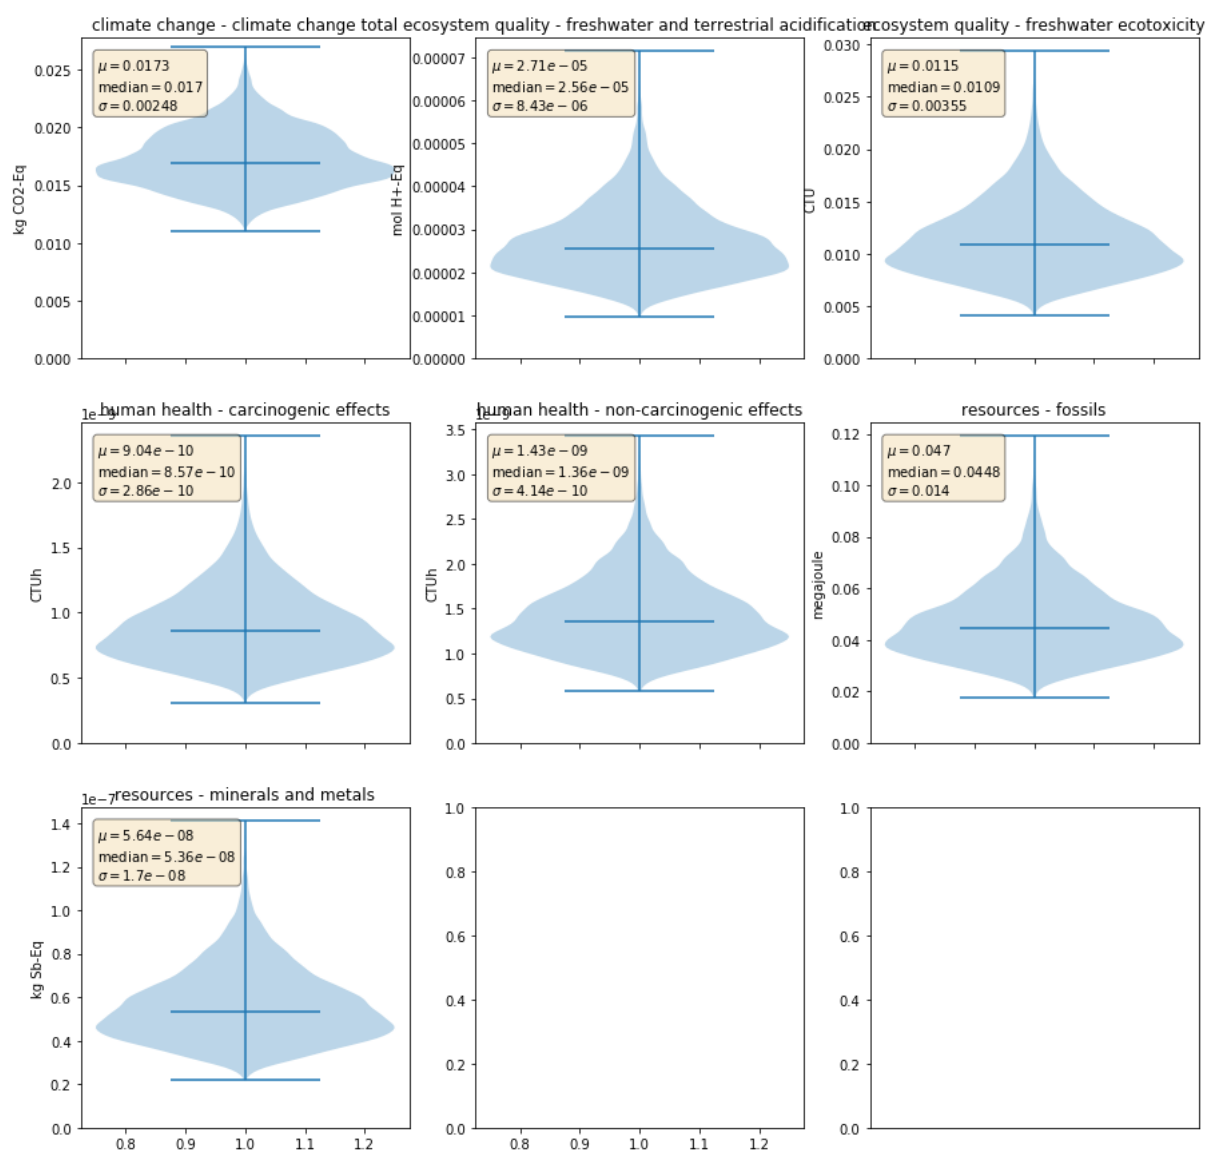 climate change - climate change total
μ = 0.0173
median = 0.017
σ = 0.00248
kg CO2-Eq
0.025
0.020
0.015
0.010
0.005
0.000
ecosystem quality - freshwater and terrestrial acidification
μ = 2.71e − 05
median = 2.56e − 05
σ = 8.43e − 06
mol H+-Eq
0.00007
0.00006
0.00005
0.00004
0.00003
0.00002
0.00001
0.00000
ecosystem quality - freshwater ecotoxicity
μ = 0.0115
median = 0.0109
σ = 0.00355
CTU
0.030
0.025
0.020
0.015
0.010
0.005
0.000
human health - carcinogenic effects
1e−9
μ = 9.04e − 10
median = 8.57e − 10
σ = 2.86e − 10
CTUh
2.0
1.5
1.0
0.5
0.0
human health - non-carcinogenic effects
1e−9
μ = 1.43e − 09
median = 1.36e − 09
σ = 4.14e − 10
CTUh
3.5
3.0
2.5
2.0
1.5
1.0
0.5
0.0
resources - fossils
μ = 0.047
median = 0.0448
σ = 0.014
megajoule
0.12
0.10
0.08
0.06
0.04
0.02
0.00
resources - minerals and metals
1e−7
μ = 5.64e − 08
median = 5.36e − 08
σ = 1.7e − 08
kg Sb-Eq
1.4
1.2
1.0
0.8
0.6
0.4
0.2
0.0
0.8 0.9 1.0 1.1 1.2
1.0
0.8
0.6
0.4
0.2
0.0
0.8 0.9 1.0 1.1 1.2
1.0
0.8
0.6
0.4
0.2
0.0